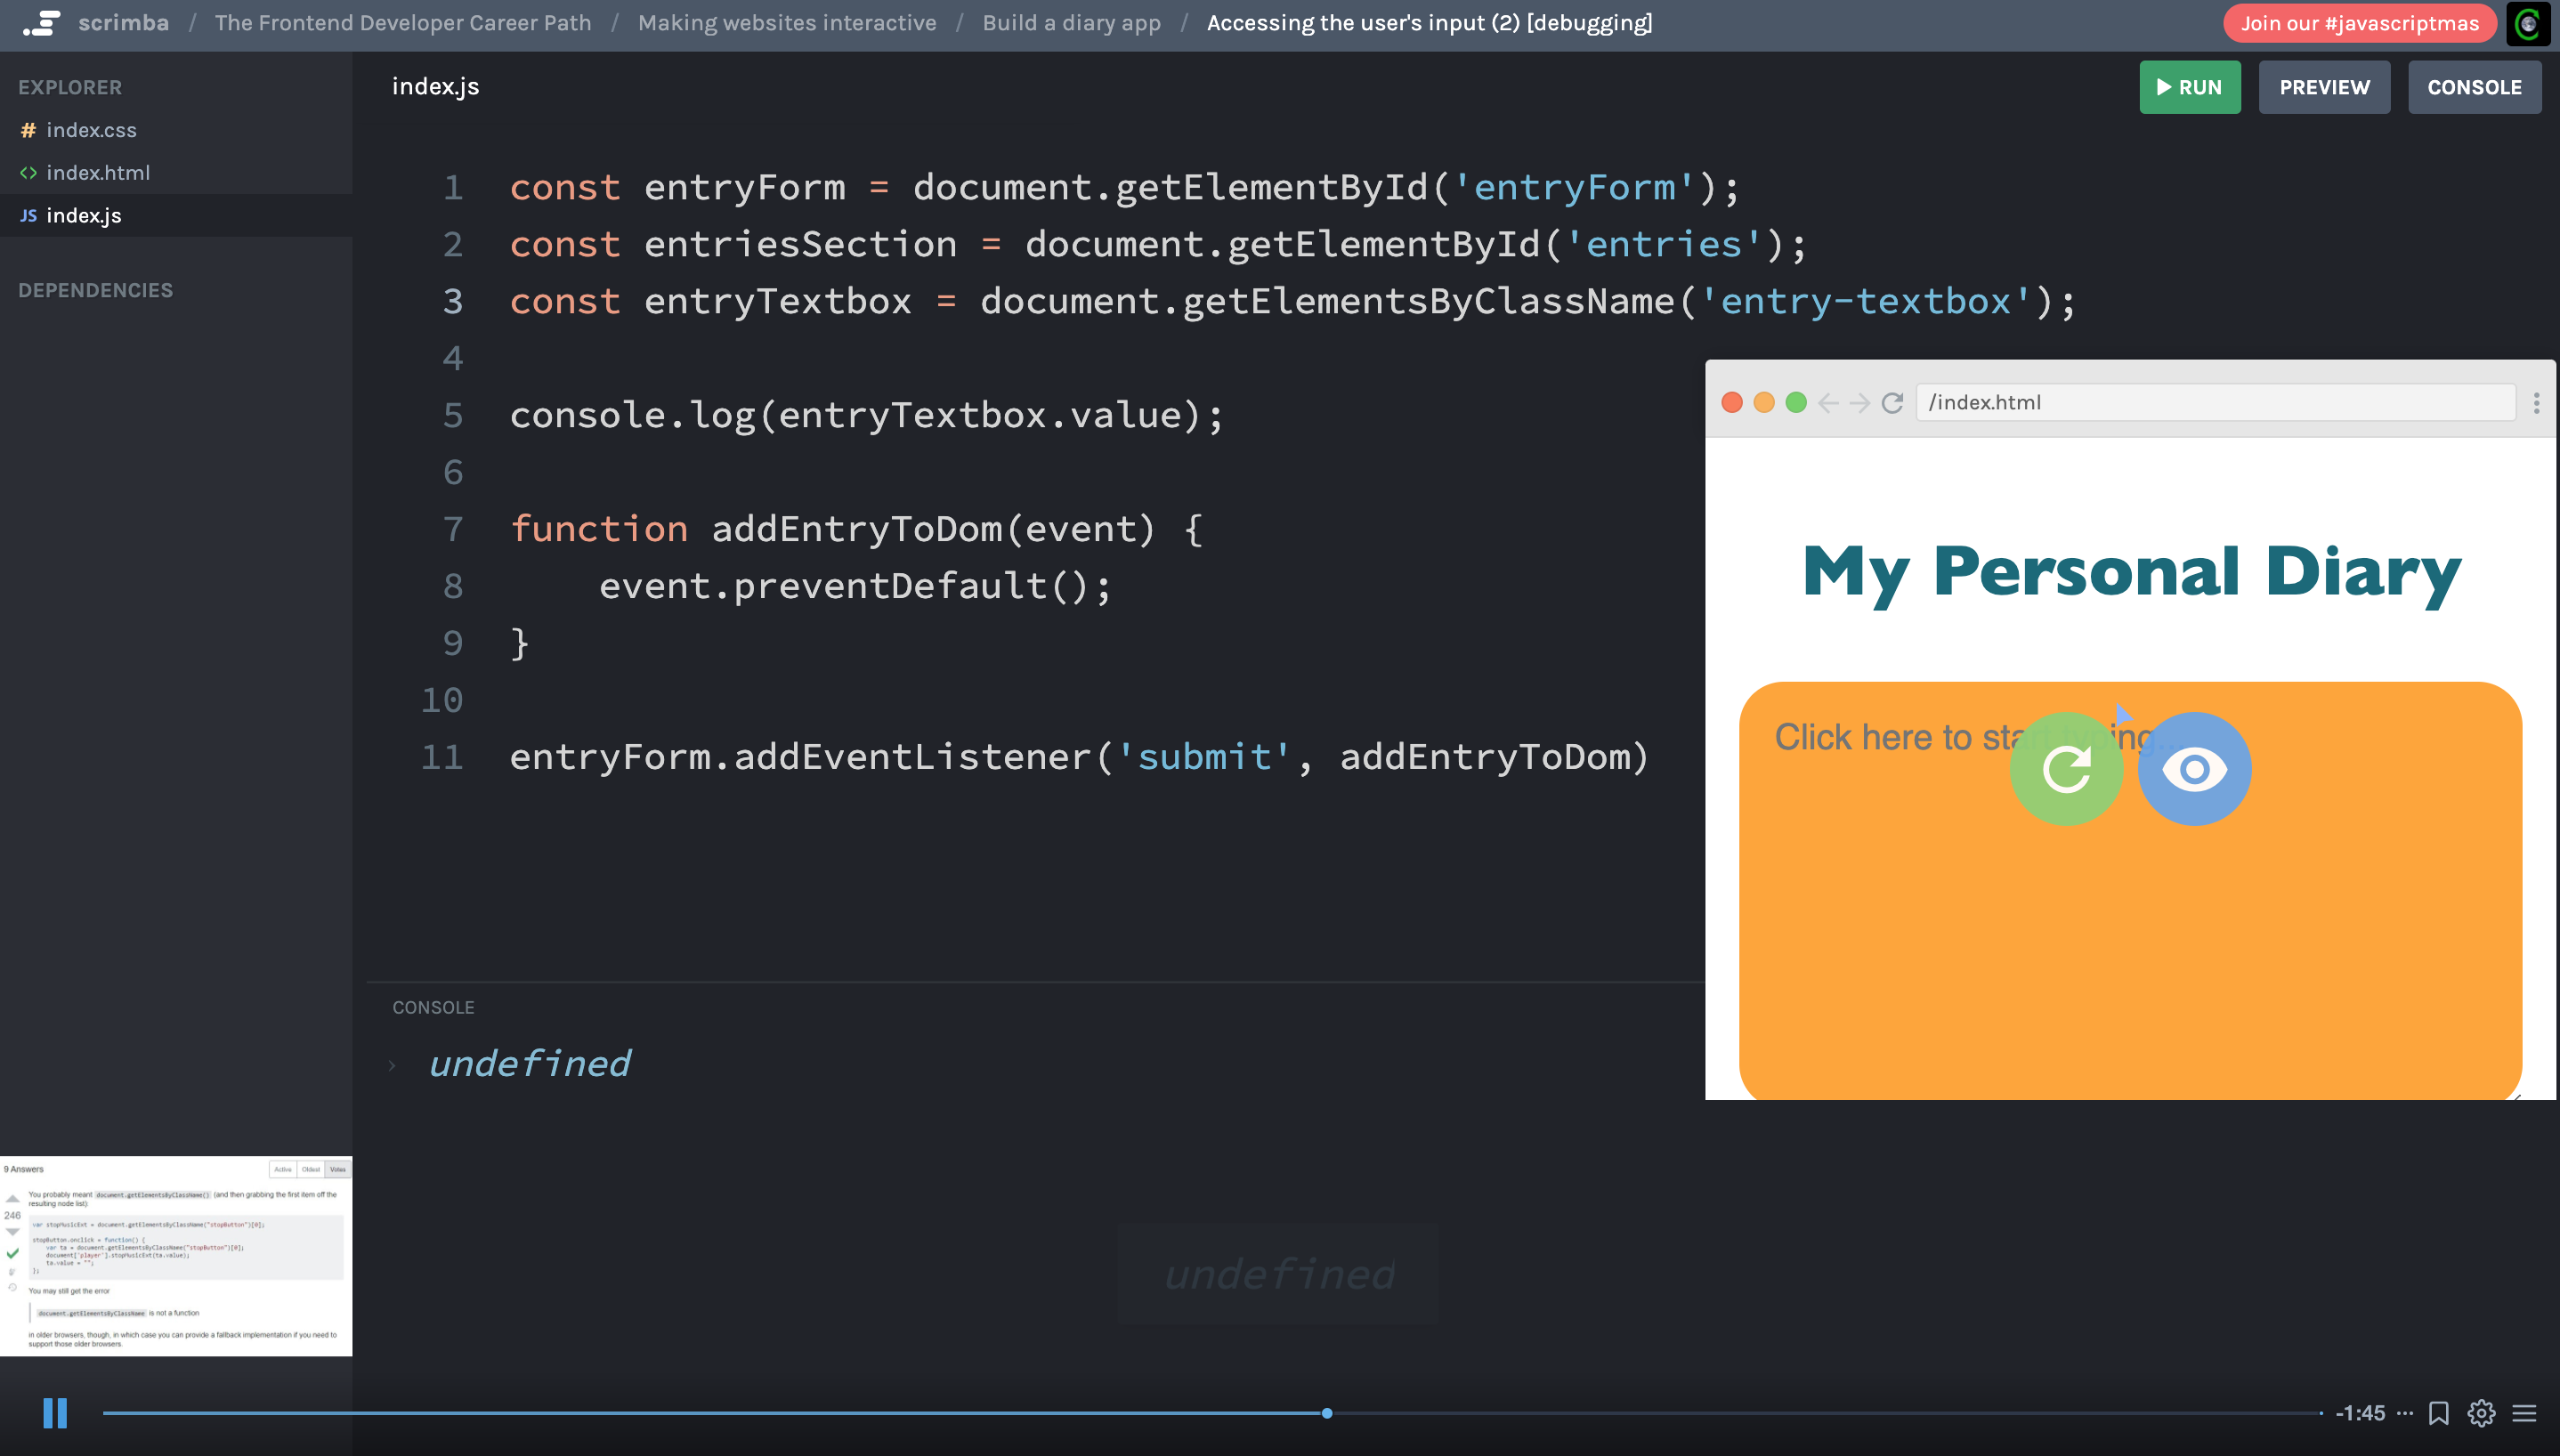 scrimba / The Frontend Developer Career Path / Making websites interactive / Build a diary app / Accessing the user's input (2) [debugging]
Join our #javascriptmas
EXPLORER
# index.css
<> index.html
JS index.js
DEPENDENCIES
index.js
RUN
PREVIEW
CONSOLE
1 const entryForm = document.getElementById('entryForm');
2 const entriesSection = document.getElementById('entries');
3 const entryTextbox = document.getElementsByClassName('entry-textbox');
4
5 console.log(entryTextbox.value);
6
7 function addEntryToDom(event) {
8 event.preventDefault();
9 }
10
11 entryForm.addEventListener('submit', addEntryToDom)
/index.html
My Personal Diary
Click here to start typing...
CONSOLE
› undefined
undefined
9 Answers
Active Oldest Votes
You probably meant document.getElementsByClassName() (and then grabbing the first item off the
resulting node list)
246
var stopMusicExt = document.getElementsByClassName("stopButton")[0];
stopButton.onclick = function() {
var ta = document.getElementsByClassName("stopButton")[0];
document['player'].stopMusicExt(ta.value);
ta.value = "";
};
You may still get the error
document.getElementsByClassName is not a function
in older browsers, though, in which case you can provide a fallback implementation if you need to
support those older browsers.
-1:45 ...